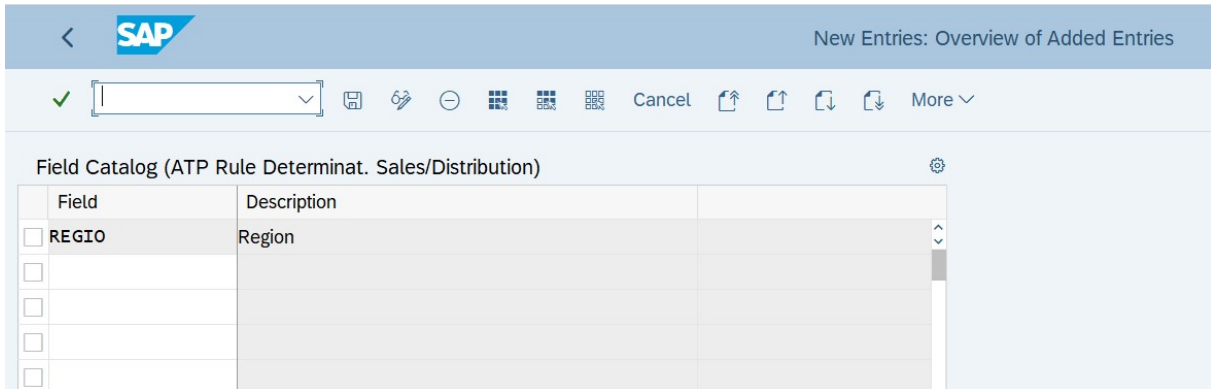 SAP
New Entries: Overview of Added Entries
Cancel More
Field Catalog (ATP Rule Determinat. Sales/Distribution)
Field Description
REGIO Region